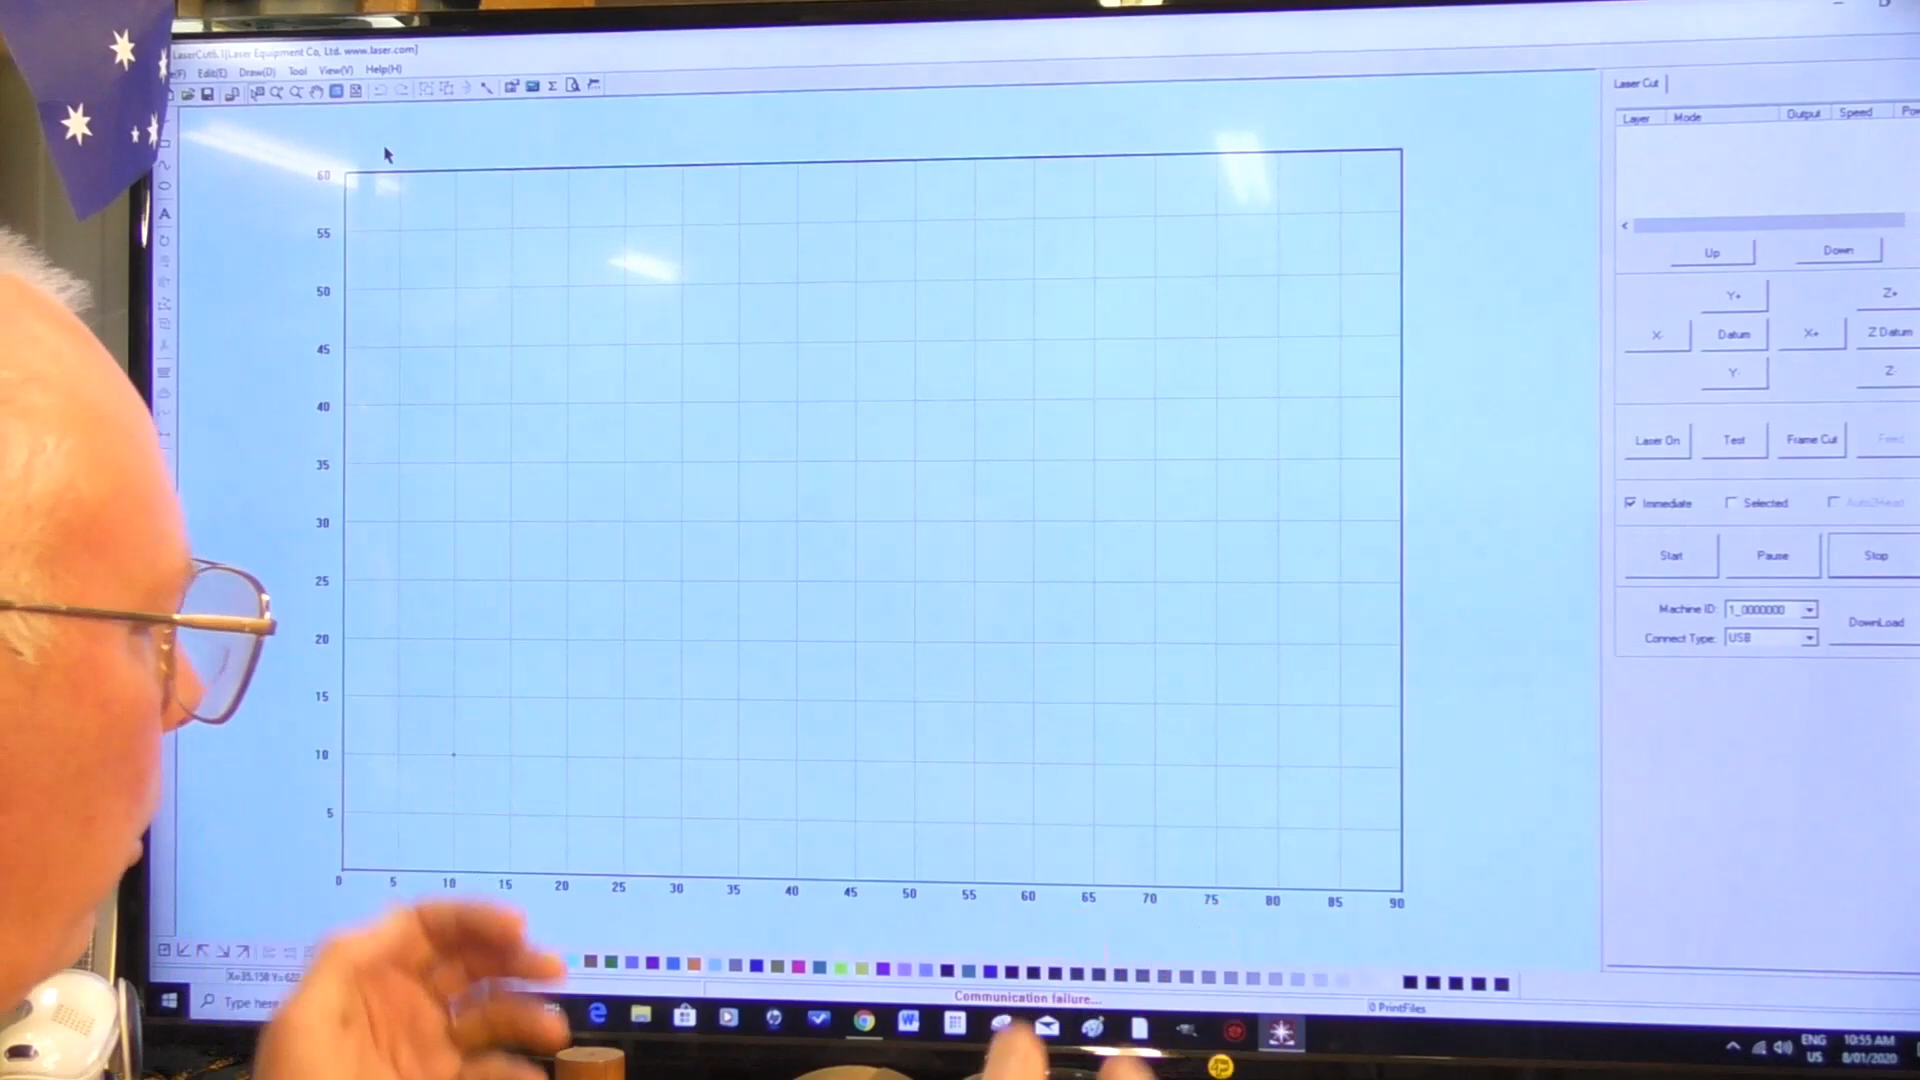 LaserCut6.1[Laser Equipment Co, Ltd. www.laser.com]
Edit(E) Draw(D) Tool View(V) Help(H)
Laser Cut
Layer Mode Output Speed
Up Down
Y+ Z+
X- Datum X+ Z Datum
Y- Z-
Laser On Test Frame Cut Feed
Immediate Selected AutoZHead
Start Pause Stop
Machine ID: 1_0000000
Connect Type: USB
DownLoad
60
55
50
45
40
35
30
25
20
15
10
5
0 5 10 15 20 25 30 35 40 45 50 55 60 65 70 75 80 85 90
Communication failure...
0 PrintFiles
Type here
ENG
US
10:55 AM
8/01/2020